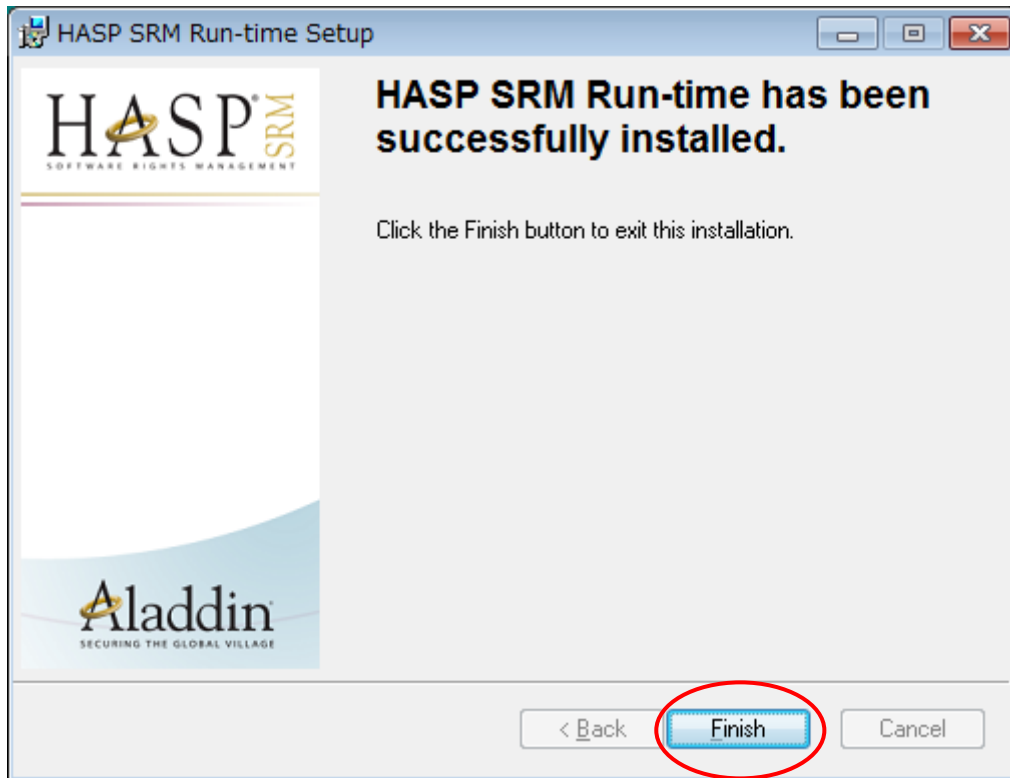 HASP SRM Run-time Setup
HASP® SRM
SOFTWARE RIGHTS MANAGEMENT
HASP SRM Run-time has been
successfully installed.
Click the Finish button to exit this installation.
Aladdin
SECURING THE GLOBAL VILLAGE
< Back
Finish
Cancel